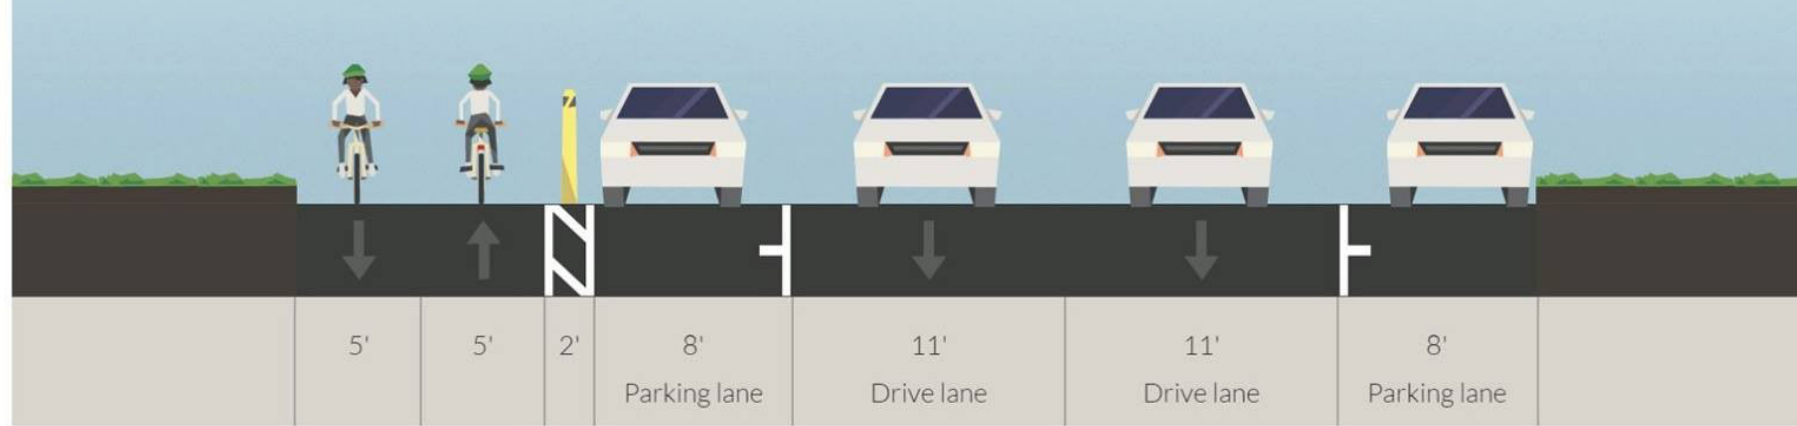 5' 5' 2' 8' 11' 11' 8'
Parking lane Drive lane Drive lane Parking lane